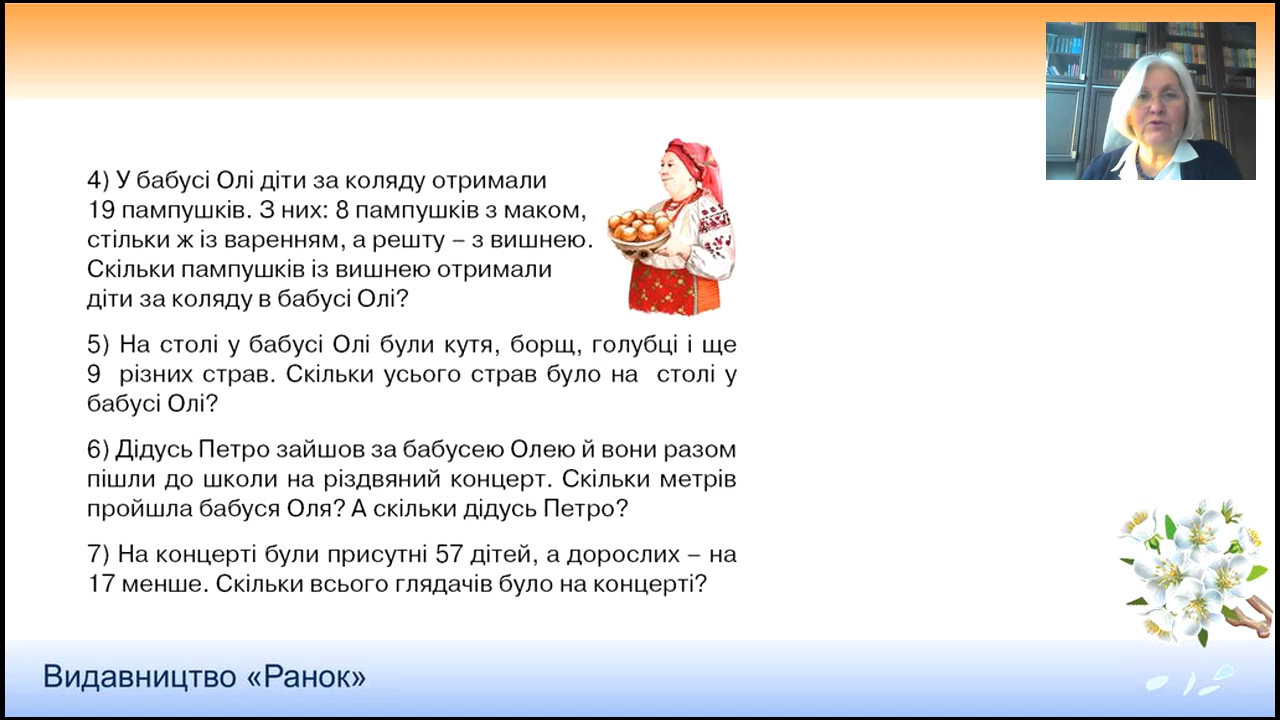 4) У бабусі Олі діти за коляду отримали
19 пампушків. З них: 8 пампушків з маком,
стільки ж із варенням, а решту – з вишнею.
Скільки пампушків із вишнею отримали
діти за коляду в бабусі Олі?
5) На столі у бабусі Олі були кутя, борщ, голубці і ще
9 різних страв. Скільки усього страв було на столі у
бабусі Олі?
6) Дідусь Петро зайшов за бабусею Олею й вони разом
пішли до школи на різдвяний концерт. Скільки метрів
пройшла бабуся Оля? А скільки дідусь Петро?
7) На концерті були присутні 57 дітей, а дорослих – на
17 менше. Скільки всього глядачів було на концерті?
Видавництво «Ранок»